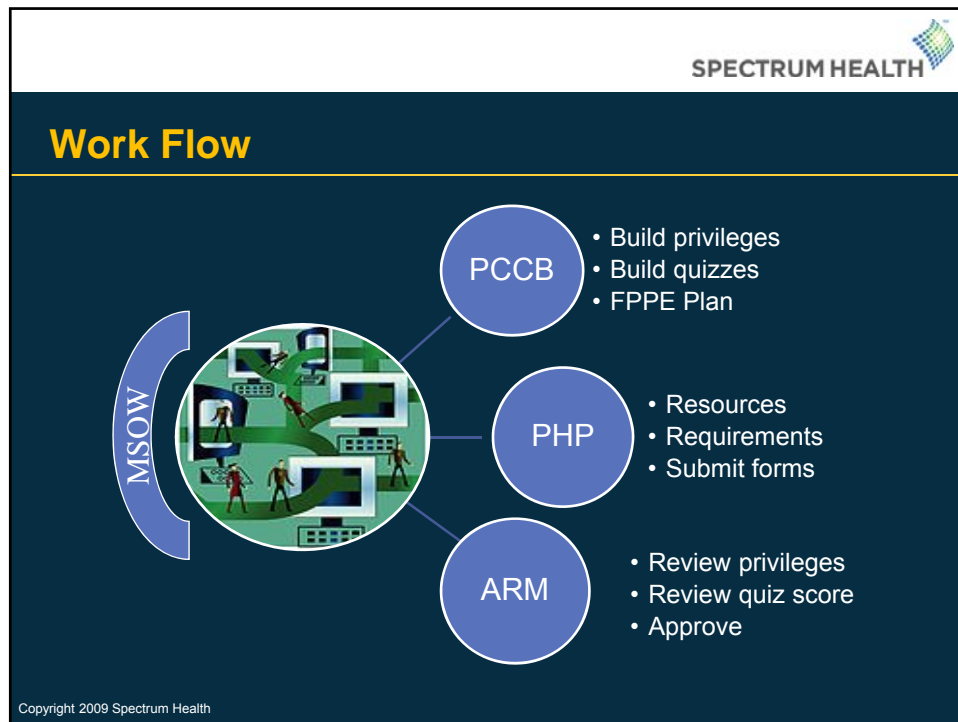 SPECTRUM HEALTH
Work Flow
MSOW
PCCB
• Build privileges
• Build quizzes
• FPPE Plan
PHP
• Resources
• Requirements
• Submit forms
ARM
• Review privileges
• Review quiz score
• Approve
Copyright 2009 Spectrum Health